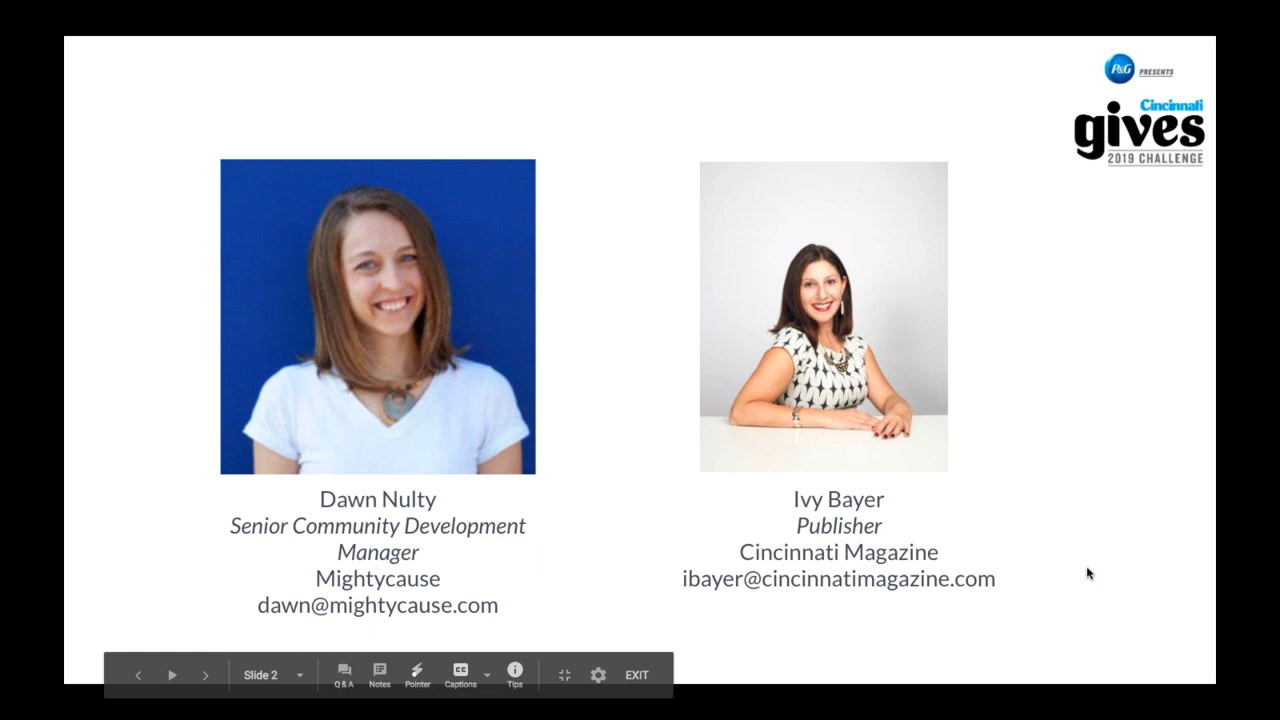 P&G PRESENTS
Cincinnati
gives
2019 CHALLENGE
Dawn Nulty
Senior Community Development
Manager
Mightycause
dawn@mightycause.com
Ivy Bayer
Publisher
Cincinnati Magazine
ibayer@cincinnatimagazine.com
Slide 2
Q & A
Notes
Pointer
CC
Captions
Tips
EXIT